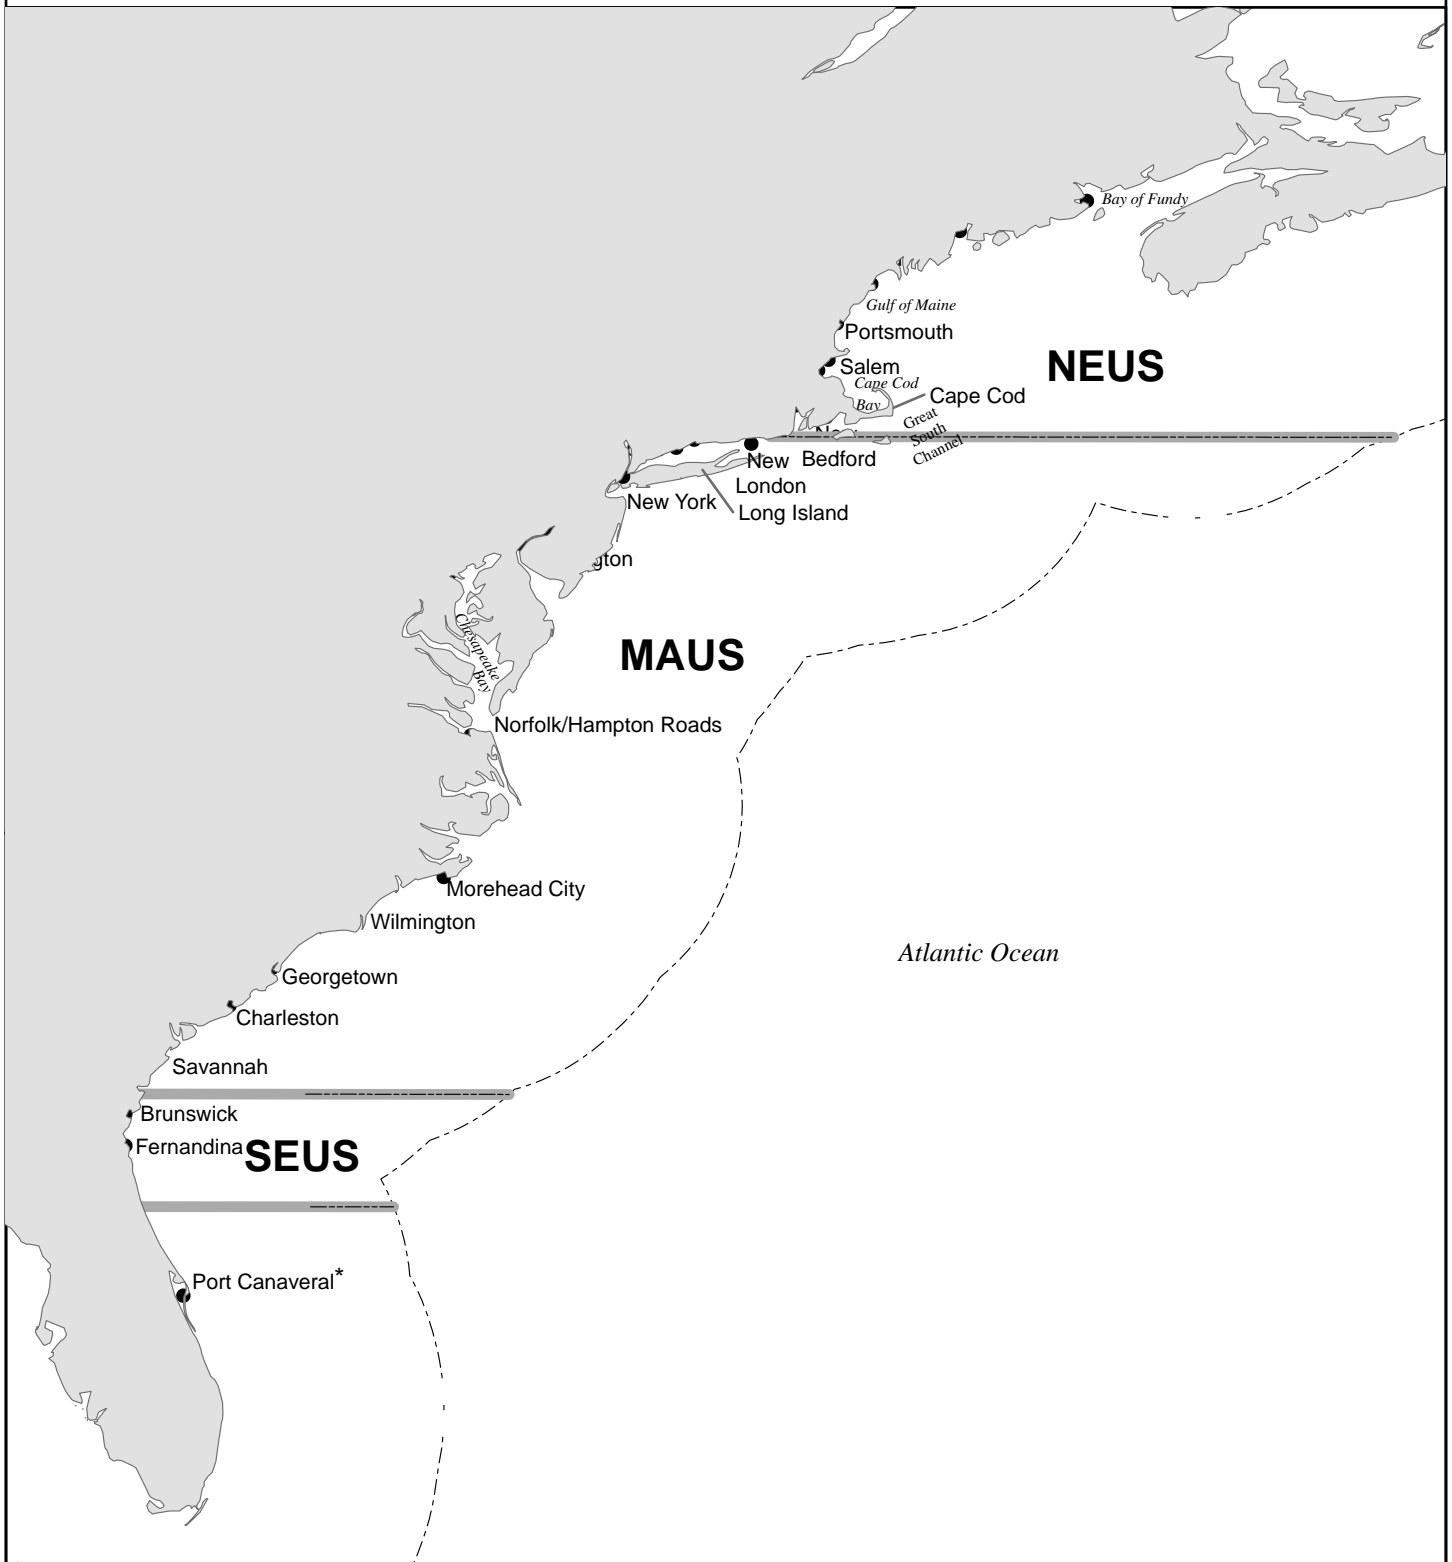 Bay of Fundy
Gulf of Maine
Portsmouth
NEUS
Salem
Cape Cod
Bay
Cape Cod
Great
South
Channel
New
London
Bedford
New York
Long Island
gton
Chesapeake
Bay
MAUS
Norfolk/Hampton Roads
Morehead City
Wilmington
Atlantic Ocean
Georgetown
Charleston
Savannah
Brunswick
Fernandina
SEUS
Port Canaveral*